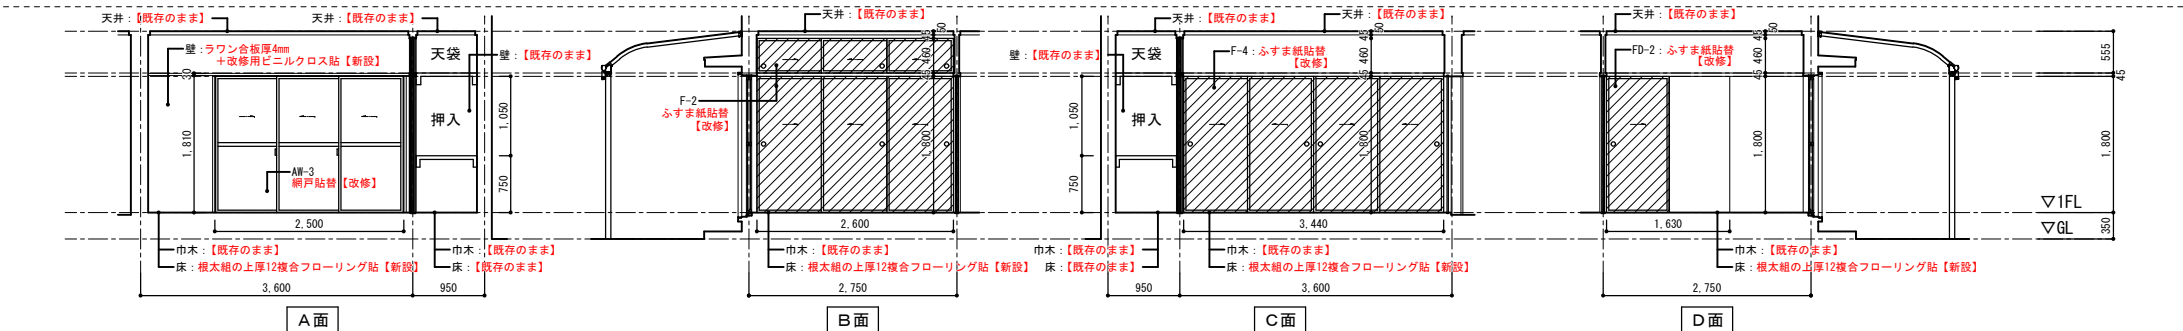 天井：【既存のまま】
天井：【既存のまま】
壁：ラワン合板厚4mm
＋改修用ビニルクロス貼【新設】
天袋
壁：【既存のまま】
押入
30
1,810
1,050
750
AW-3
網戸貼替【改修】
2,500
巾木：【既存のまま】
床：根太組の上厚12複合フローリング貼【新設】
巾木：【既存のまま】
床：【既存のまま】
3,600
950
A面
天井：【既存のまま】
50
45
460
45
1,800
F-2
ふすま紙貼替
【改修】
2,600
巾木：【既存のまま】
床：根太組の上厚12複合フローリング貼【新設】
2,750
B面
天井：【既存のまま】
天井：【既存のまま】
壁：【既存のまま】
天袋
押入
1,050
750
F-4：ふすま紙貼替
【改修】
50
45
460
45
1,800
3,440
巾木：【既存のまま】
床：【既存のまま】
巾木：【既存のまま】
床：根太組の上厚12複合フローリング貼【新設】
950
3,600
C面
天井：【既存のまま】
FD-2：ふすま紙貼替
【改修】
50
45
460
45
1,800
1,630
巾木：【既存のまま】
床：根太組の上厚12複合フローリング貼【新設】
2,750
D面
555
45
1,800
350
▽1FL
▽GL